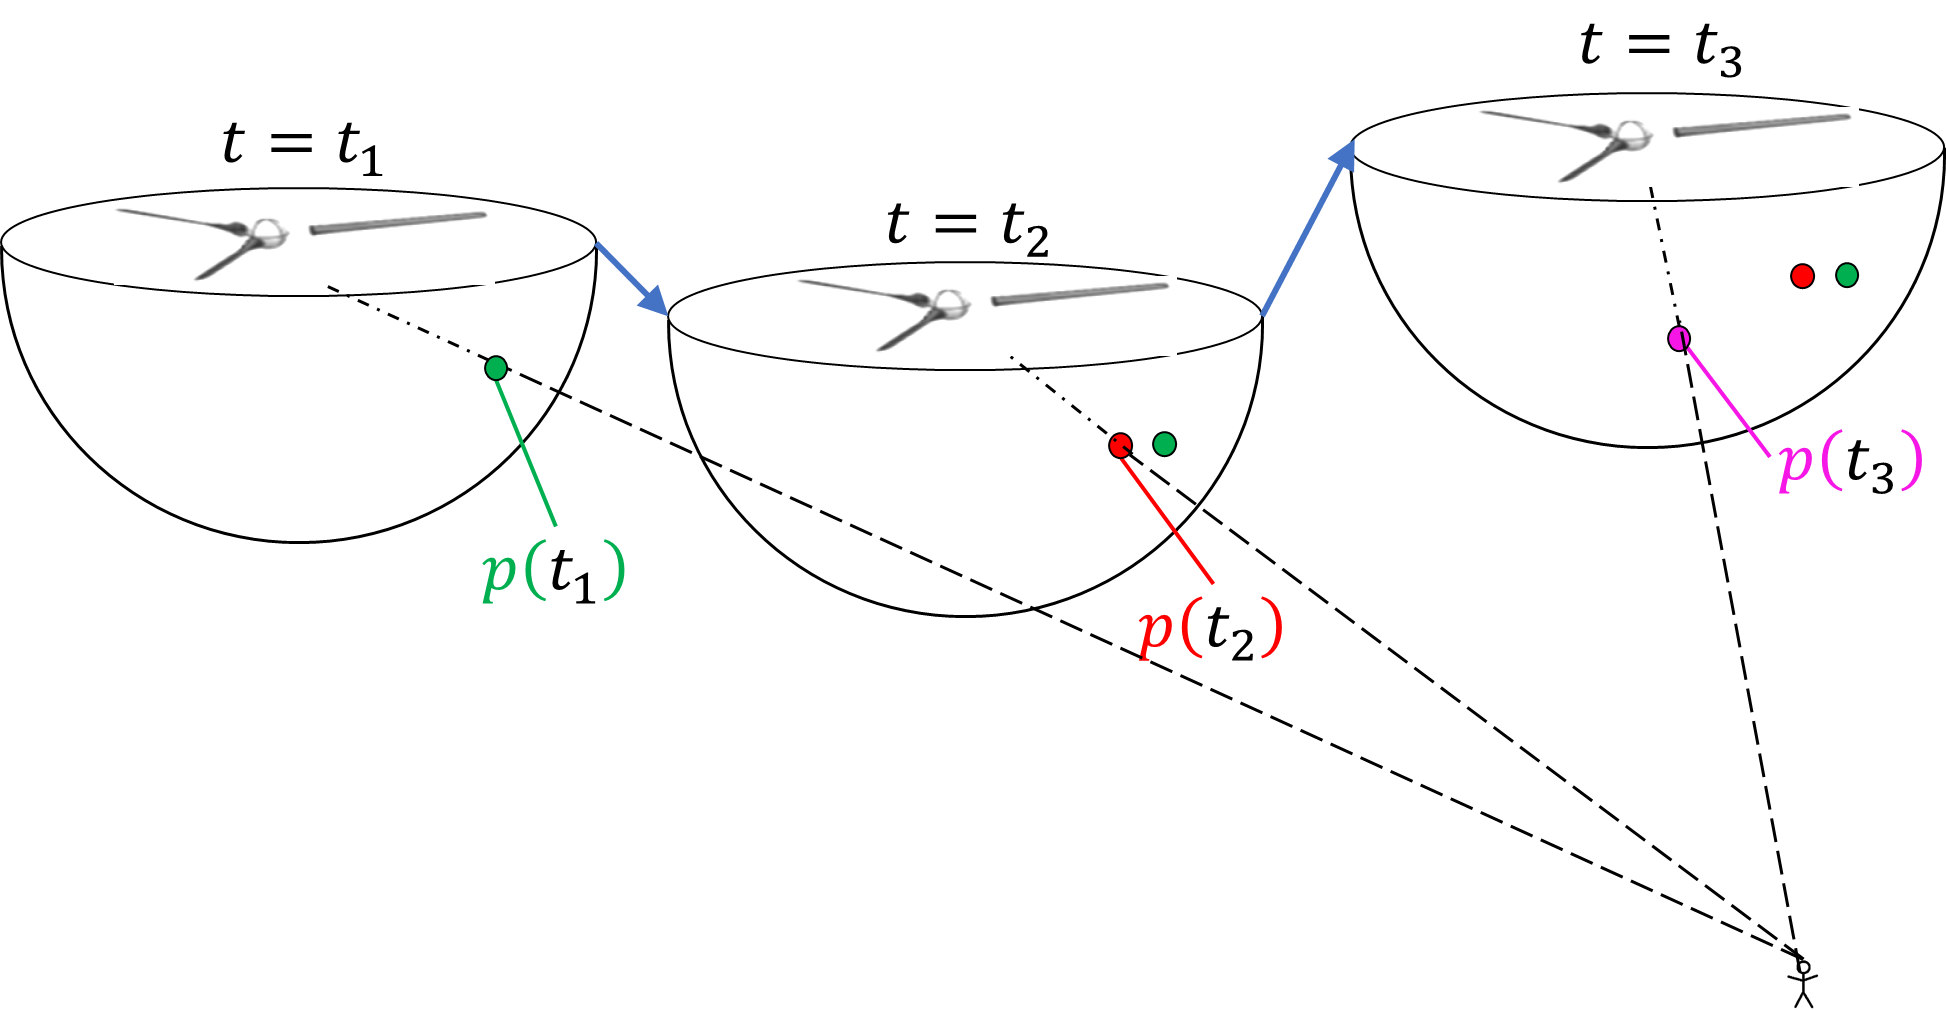 t = t₁
t = t₂
t = t₃
p(t₁)
p(t₂)
p(t₃)